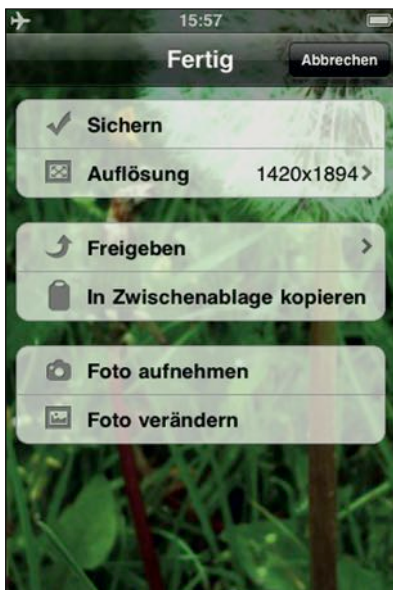 15:57
Fertig Abbrechen
Sichern
Auflösung 1420x1894
Freigeben
In Zwischenablage kopieren
Foto aufnehmen
Foto verändern